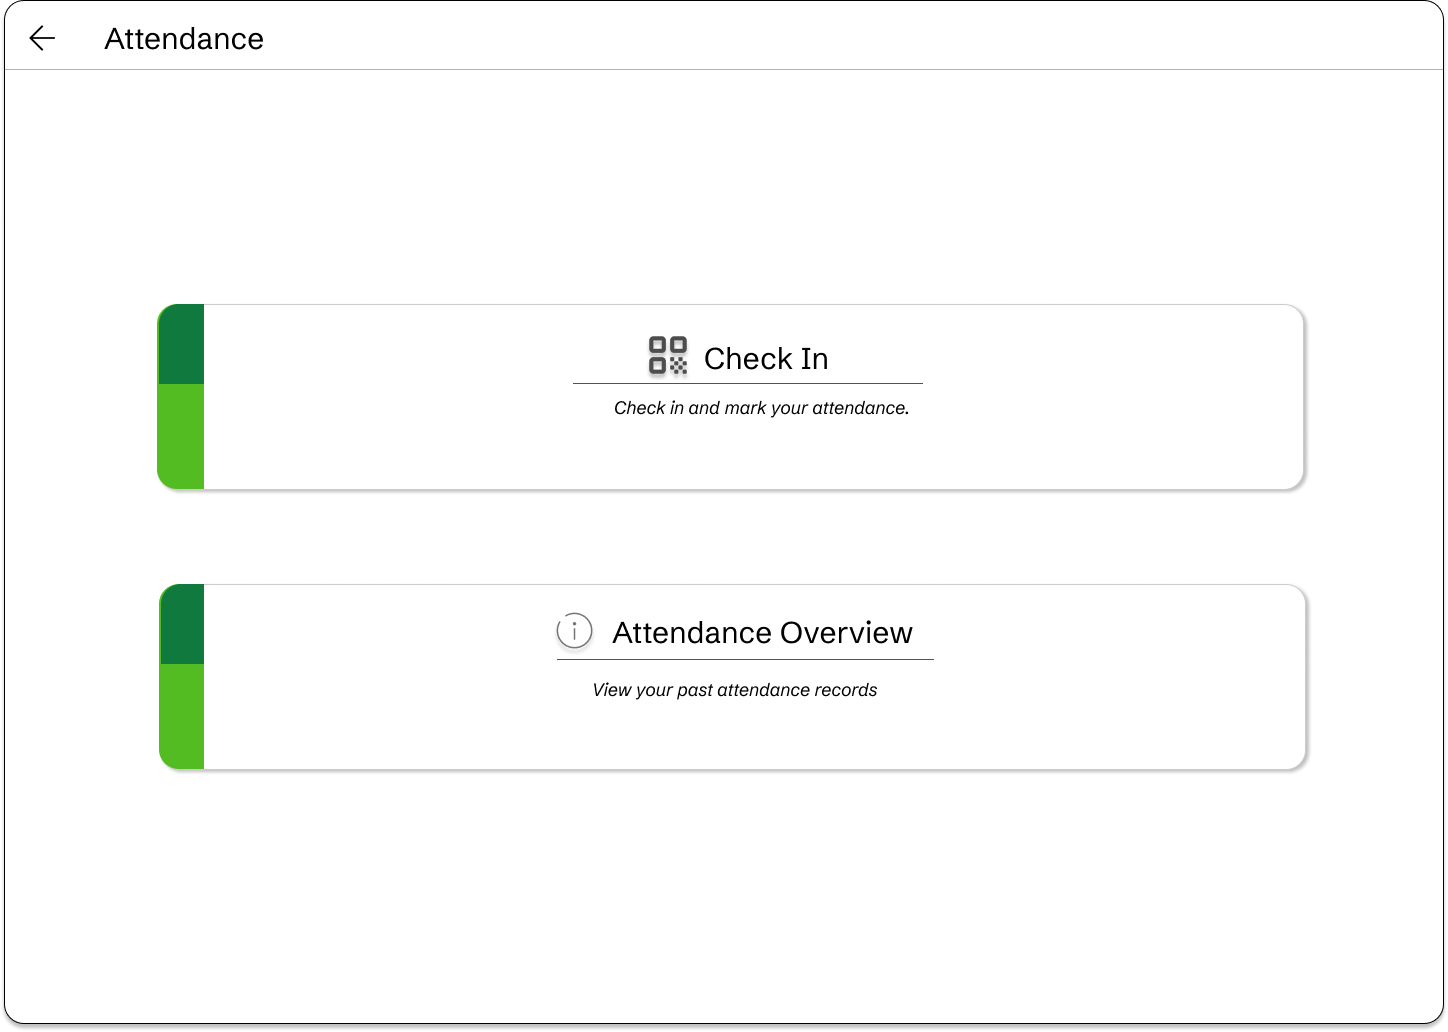 Attendance
Check In
Check in and mark your attendance.
Attendance Overview
View your past attendance records